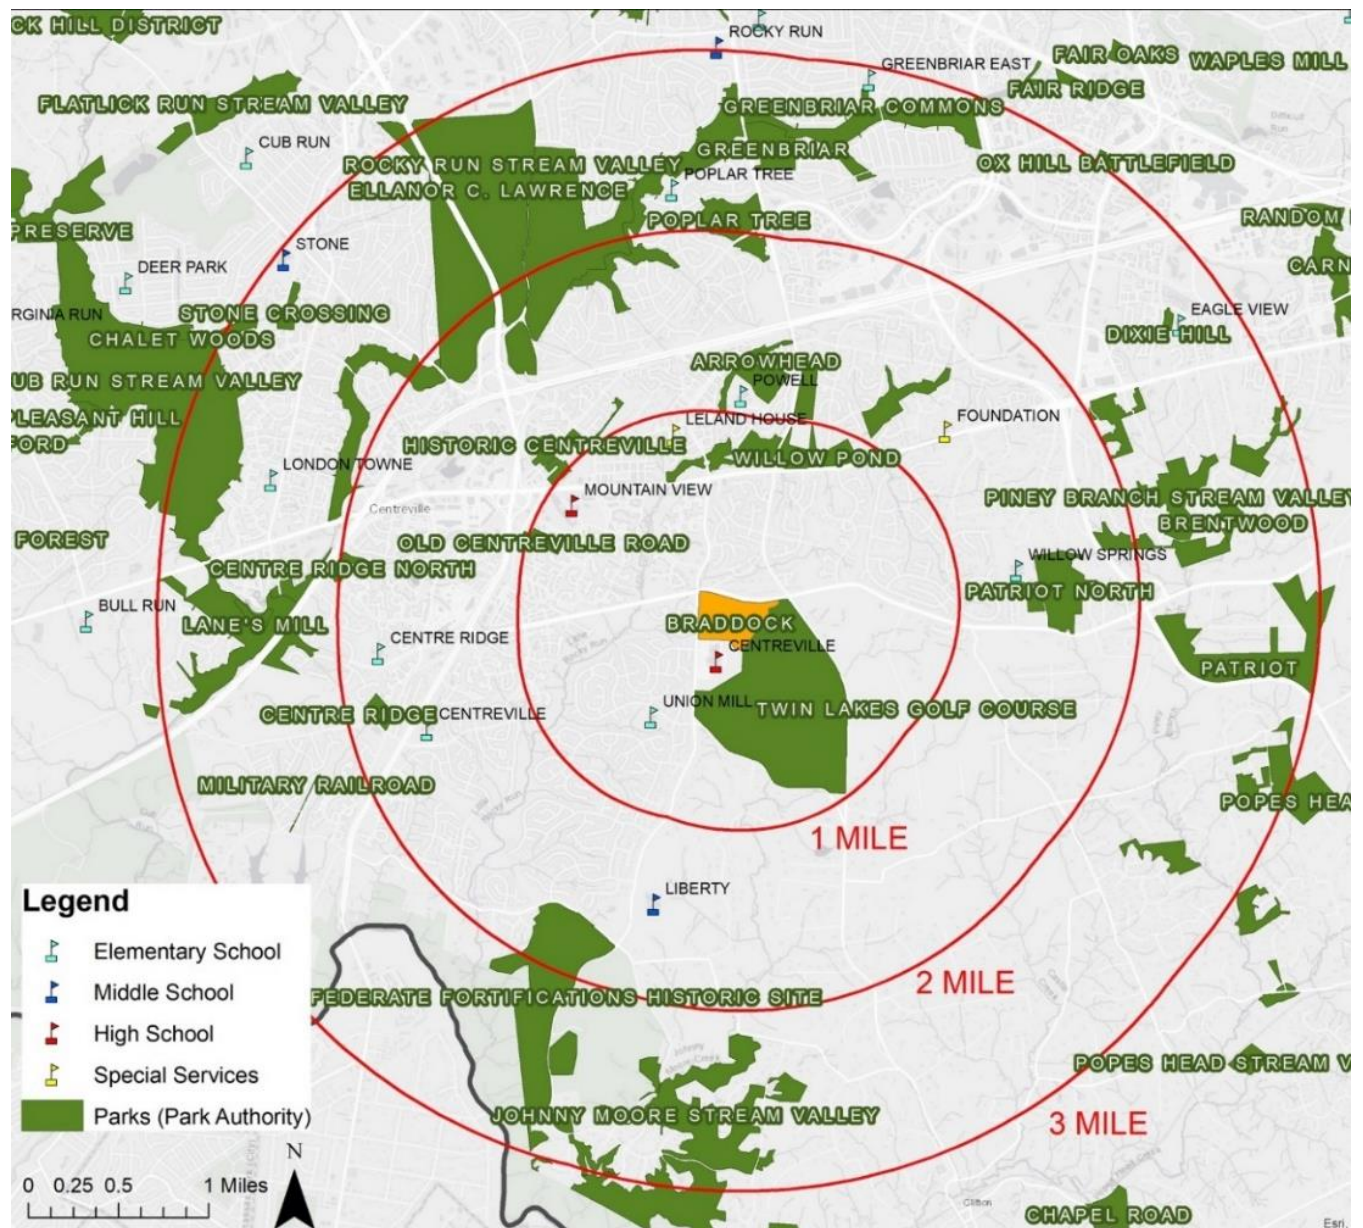 CK HILL DISTRICT
ROCKY RUN
FAIR OAKS
WAPLES MILL
GREENBRIAR EAST
FAIR RIDGE
FLATLICK RUN STREAM VALLEY
GREENBRIAR COMMONS
CUB RUN
GREENBRIAR
ROCKY RUN STREAM VALLEY
OX HILL BATTLEFIELD
POPLAR TREE
ELLANOR C. LAWRENCE
POPLAR TREE
RANDOM
PRESERVE
STONE
DEER PARK
CARN
RGINIA RUN
STONE CROSSING
EAGLE VIEW
CHALET WOODS
DIXIE HILL
ARROWHEAD
UB RUN STREAM VALLEY
POWELL
PLEASANT HILL
LELAND HOUSE
FOUNDATION
FORD
HISTORIC CENTREVILLE
WILLOW POND
LONDON TOWNE
MOUNTAIN VIEW
PINEY BRANCH STREAM VALLEY
Centreville
BRENTWOOD
FOREST
OLD CENTREVILLE ROAD
WILLOW SPRINGS
CENTRE RIDGE NORTH
PATRIOT NORTH
BULL RUN
LANE'S MILL
BRADDOCK
CENTRE RIDGE
CENTREVILLE
PATRIOT
UNION MILL
TWIN LAKES GOLF COURSE
CENTRE RIDGE
CENTREVILLE
MILITARY RAILROAD
POPES HEA
1 MILE
LIBERTY
2 MILE
FEDERATE FORTIFICATIONS HISTORIC SITE
POPES HEAD STREAM V
JOHNNY MOORE STREAM VALLEY
3 MILE
Clifton
CHAPEL ROAD
Legend
Elementary School
Middle School
High School
Special Services
Parks (Park Authority)
N
0 0.25 0.5 1 Miles
Esri,